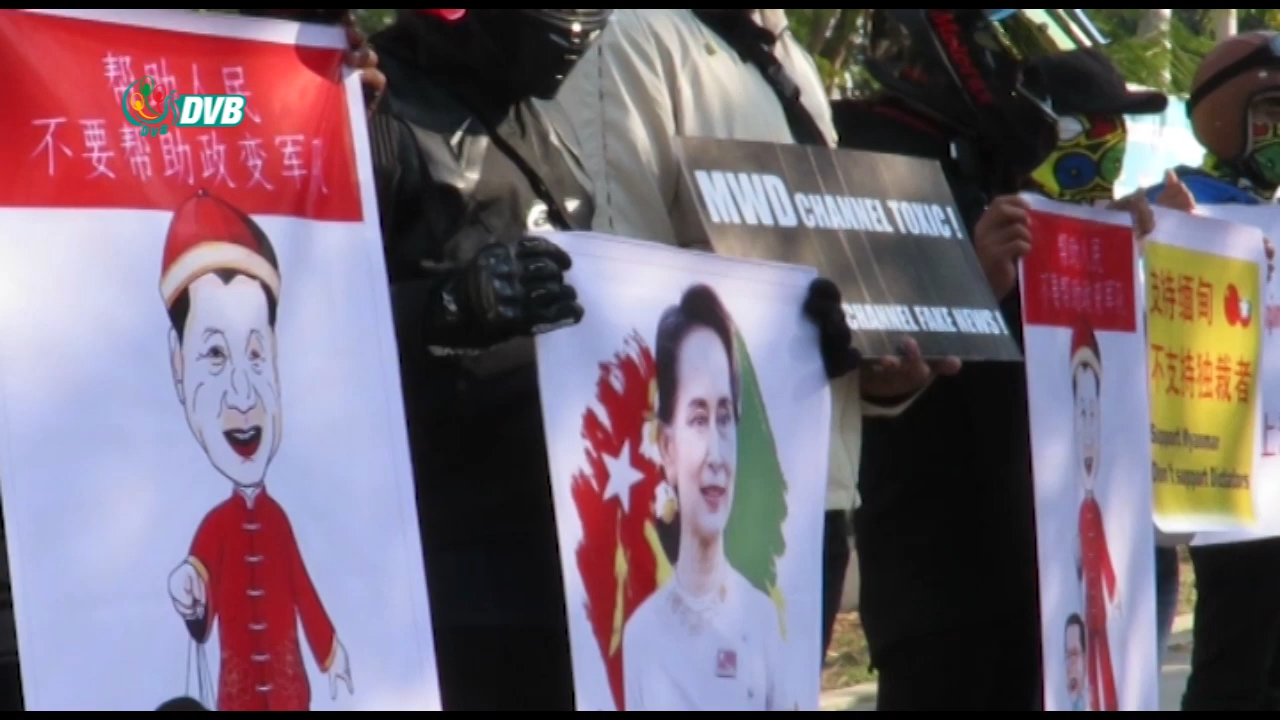 帮助人民
不要帮助政变军
DVB
DVB
MWD CHANNEL TOXIC!
CHANNEL FAKE NEWS!
帮助人民
不要帮助政变军
支持缅甸
不支持独裁者
Support Myanmar
Don't support Dictators